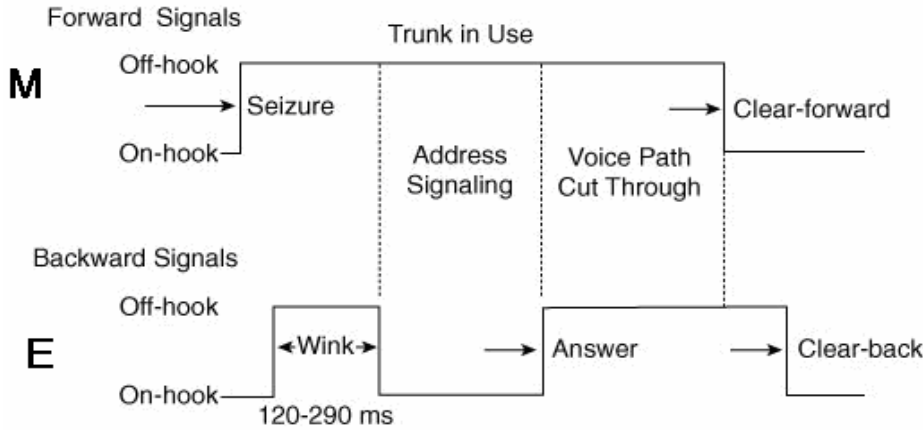 Forward Signals
Trunk in Use
Off-hook
M
Seizure
Clear-forward
On-hook
Address
Signaling
Voice Path
Cut Through
Backward Signals
Off-hook
E
Wink
Answer
Clear-back
On-hook
120-290 ms